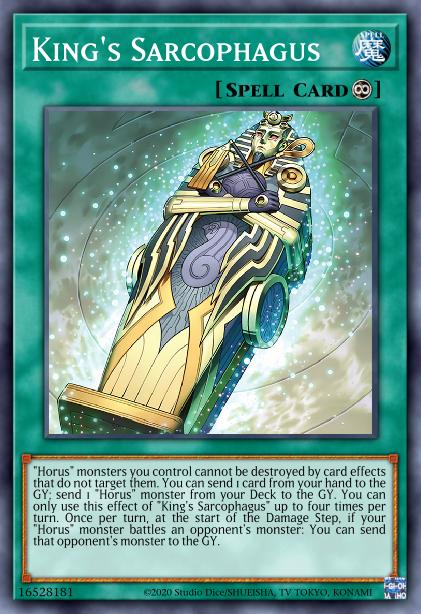 King's Sarcophagus
SPELL
魔
[SPELL CARD]
"Horus" monsters you control cannot be destroyed by card effects
that do not target them. You can send 1 card from your hand to the
GY; send 1 "Horus" monster from your Deck to the GY. You can
only use this effect of "King's Sarcophagus" up to four times per
turn. Once per turn, at the start of the Damage Step, if your
"Horus" monster battles an opponent's monster: You can send
that opponent's monster to the GY.
16528181
©2020 Studio Dice/SHUEISHA, TV TOKYO, KONAMI